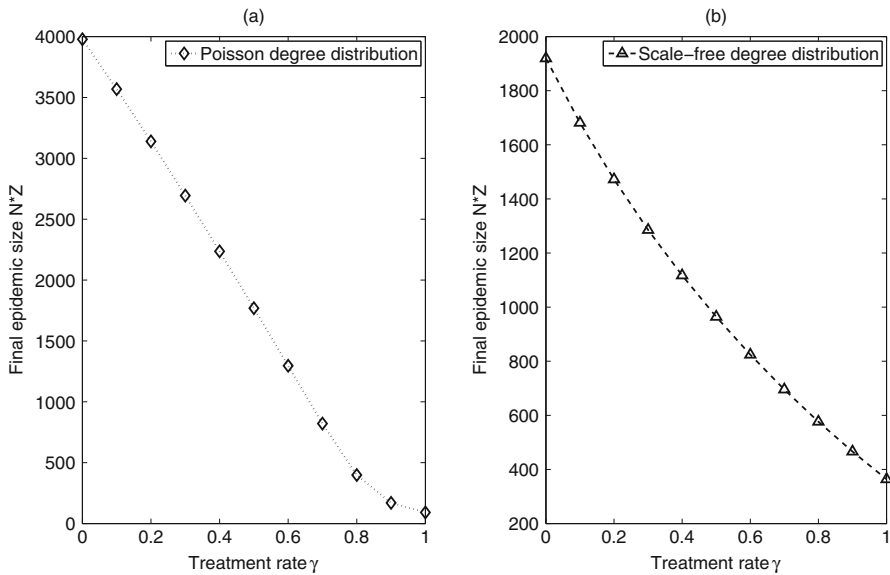 (a)
Poisson degree distribution
4000
3500
3000
2500
2000
1500
1000
500
0
Final epidemic size N*Z
0 0.2 0.4 0.6 0.8 1
Treatment rate γ
(b)
Scale−free degree distribution
2000
1800
1600
1400
1200
1000
800
600
400
200
Final epidemic size N*Z
0 0.2 0.4 0.6 0.8 1
Treatment rate γ